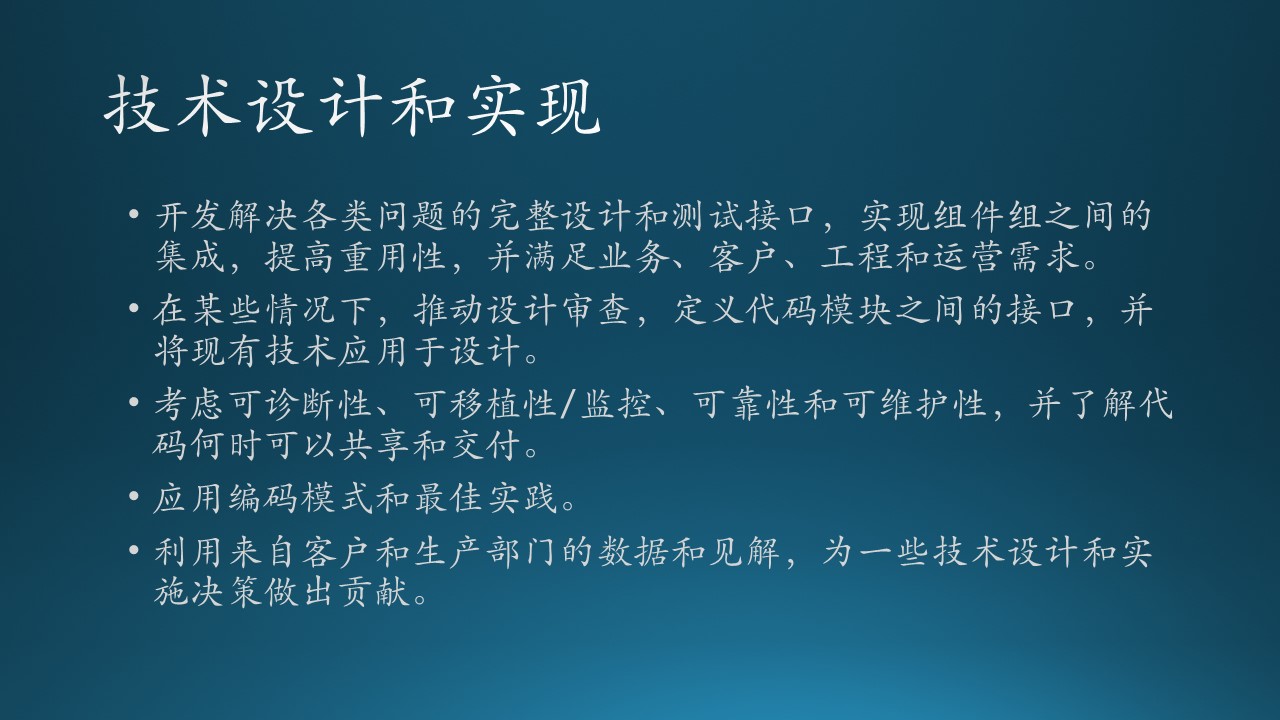 技术设计和实现
• 开发解决各类问题的完整设计和测试接口，实现组件组之间的
集成，提高重用性，并满足业务、客户、工程和运营需求。
• 在某些情况下，推动设计审查，定义代码模块之间的接口，并
将现有技术应用于设计。
• 考虑可诊断性、可移植性/监控、可靠性和可维护性，并了解代
码何时可以共享和交付。
• 应用编码模式和最佳实践。
• 利用来自客户和生产部门的数据和见解，为一些技术设计和实
施决策做出贡献。